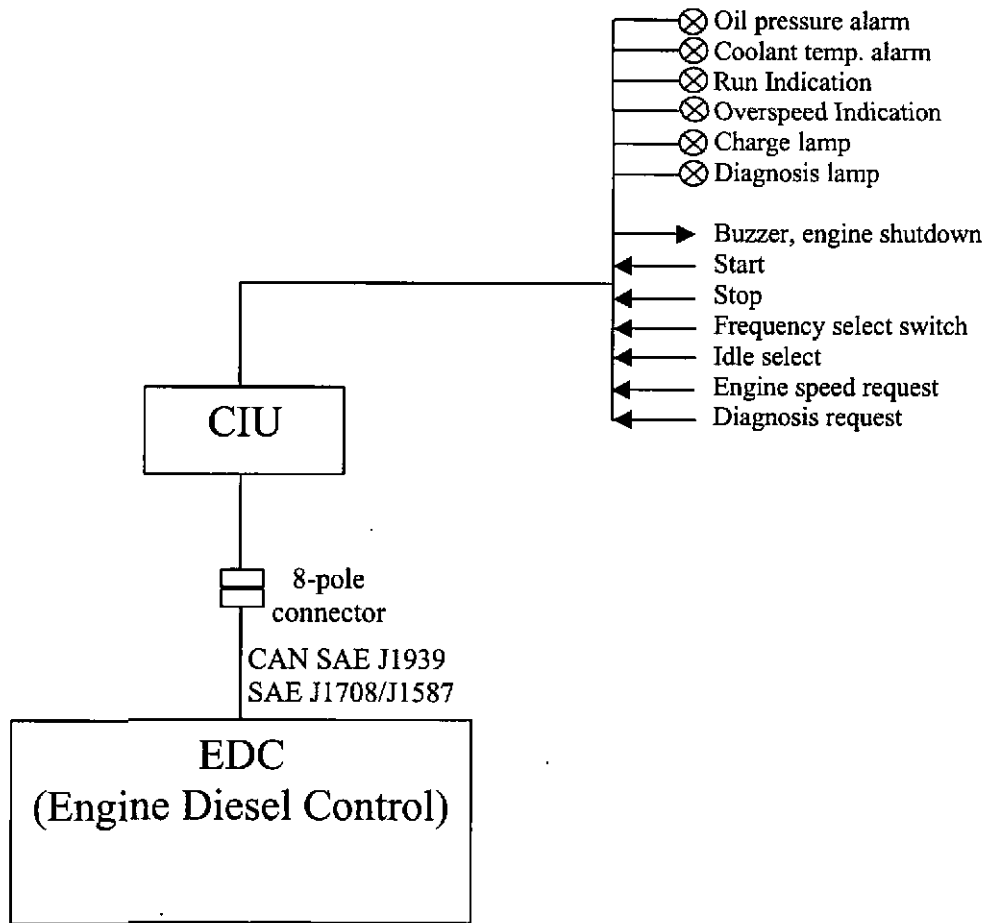 Oil pressure alarm
Coolant temp. alarm
Run Indication
Overspeed Indication
Charge lamp
Diagnosis lamp
Buzzer, engine shutdown
Start
Stop
Frequency select switch
Idle select
Engine speed request
Diagnosis request
CIU
8-pole
connector
CAN SAE J1939
SAE J1708/J1587
EDC
(Engine Diesel Control)